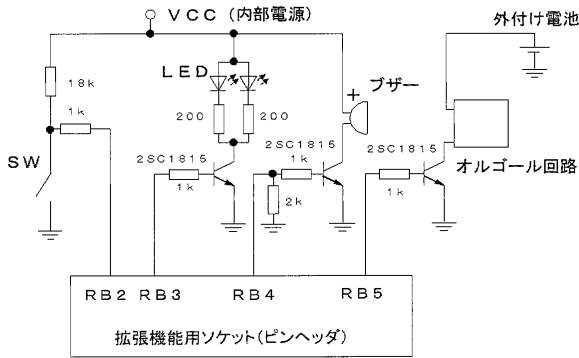 VCC (内部電源)
外付け電池
LED
ブザー
+
18k
1k
200
200
SW
2SC1815
1k
2SC1815
1k
2k
2SC1815
1k
オルゴール回路
RB2
RB3
RB4
RB5
拡張機能用ソケット(ピンヘッダ)